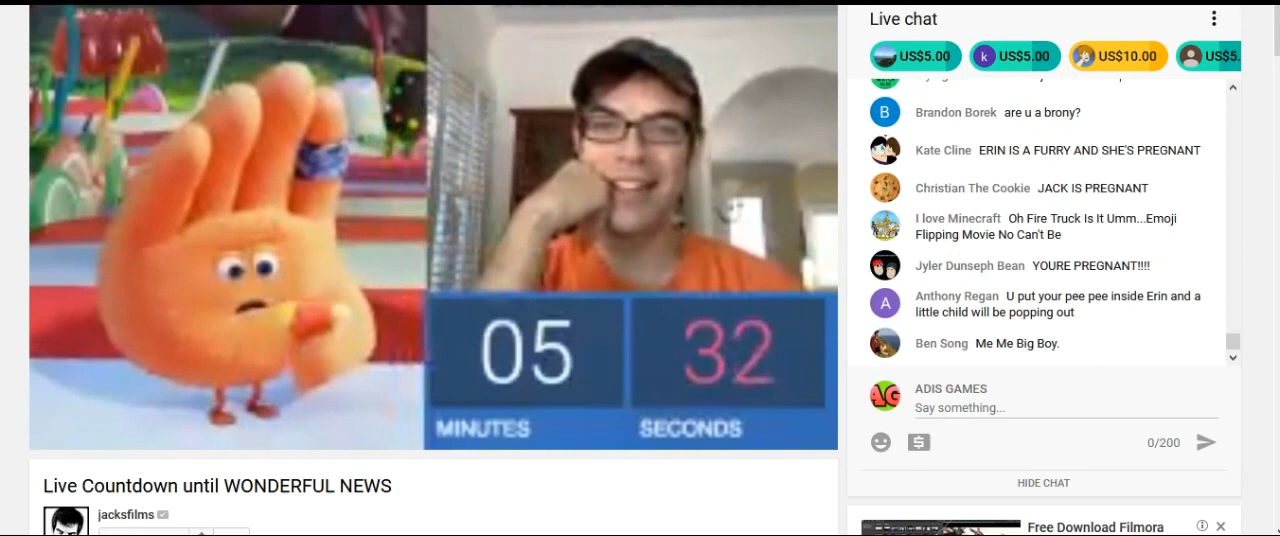 05
32
MINUTES
SECONDS
Live Countdown until WONDERFUL NEWS
jacksfilms
Live chat
US$5.00
k US$5.00
US$10.00
US$5.
B Brandon Borek are u a brony?
Kate Cline ERIN IS A FURRY AND SHE'S PREGNANT
Christian The Cookie JACK IS PREGNANT
I love Minecraft Oh Fire Truck Is It Umm...Emoji
Flipping Movie No Can't Be
Jyler Dunseph Bean YOURE PREGNANT!!!!
A Anthony Regan U put your pee pee inside Erin and a
little child will be popping out
Ben Song Me Me Big Boy.
AG ADIS GAMES
Say something...
0/200
HIDE CHAT
Free Download Filmora